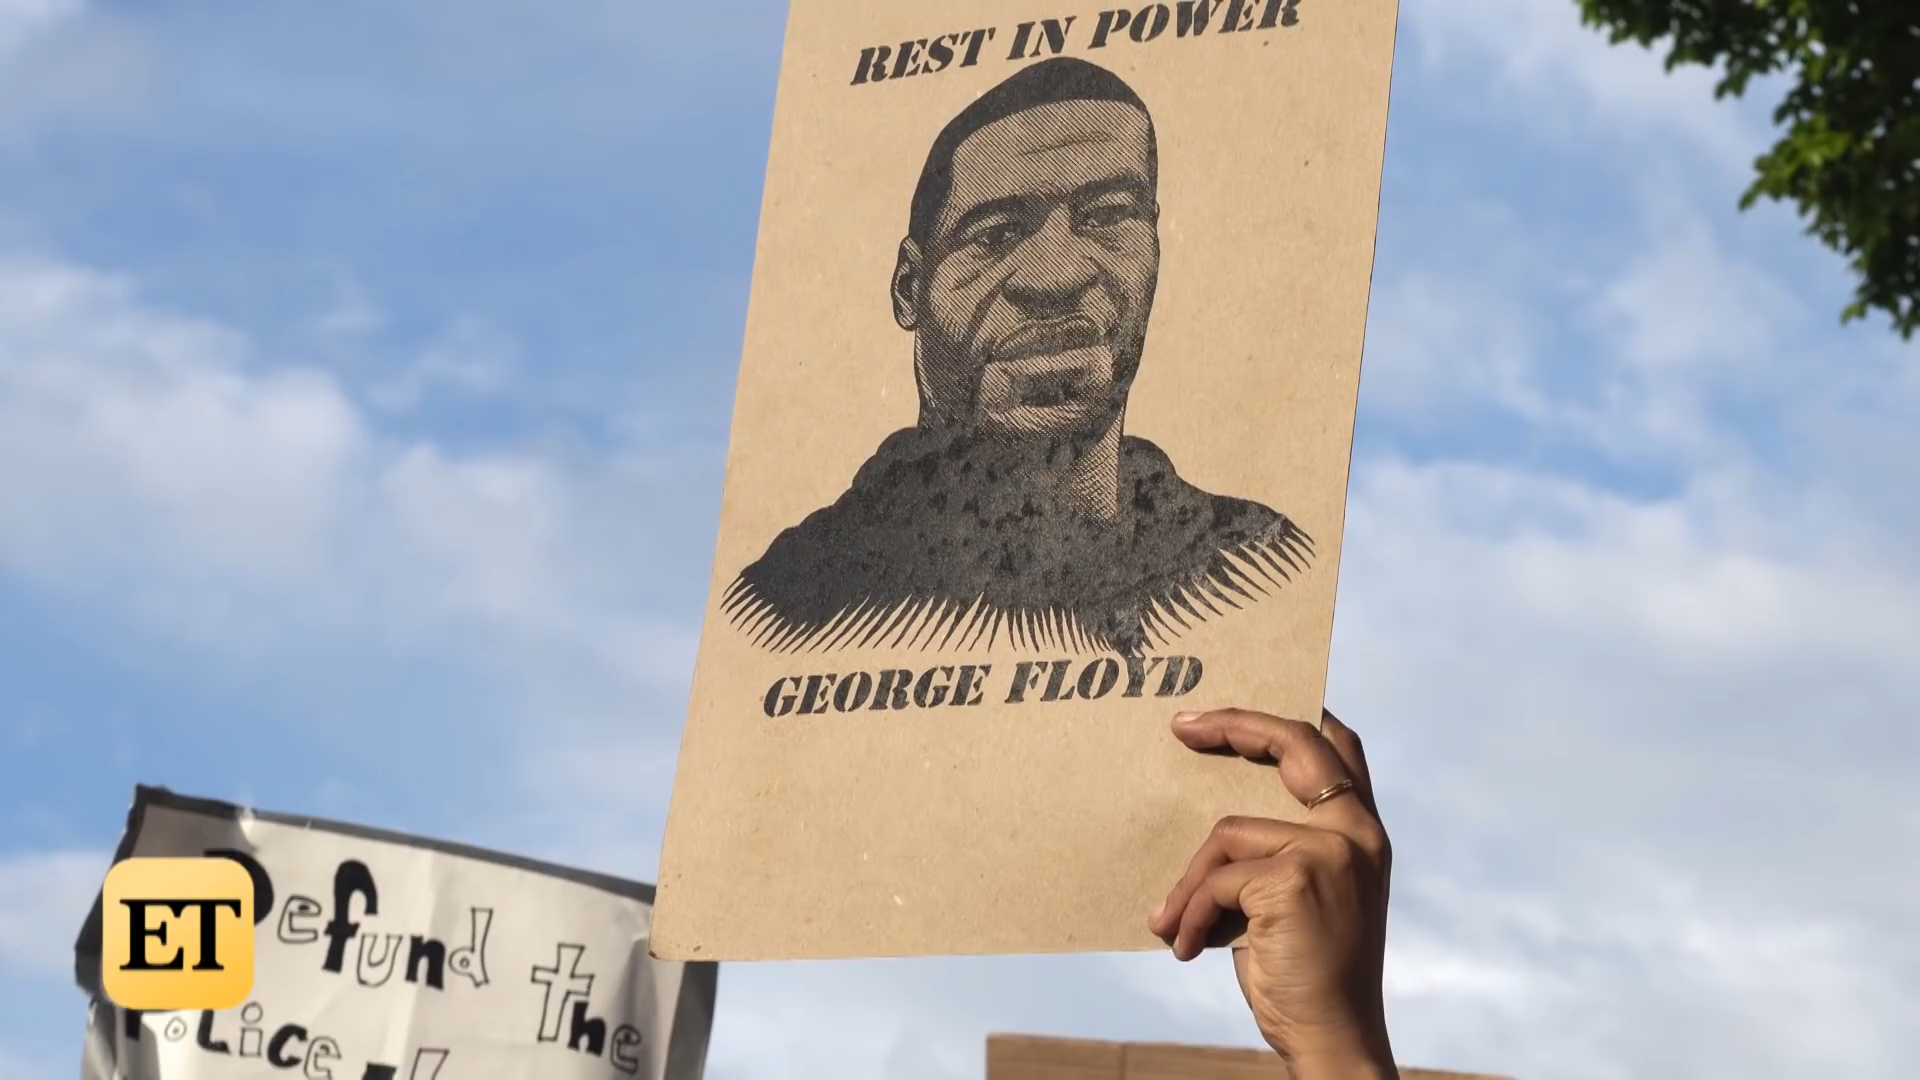 REST IN POWER
GEORGE FLOYD
Defund the
Police
ET